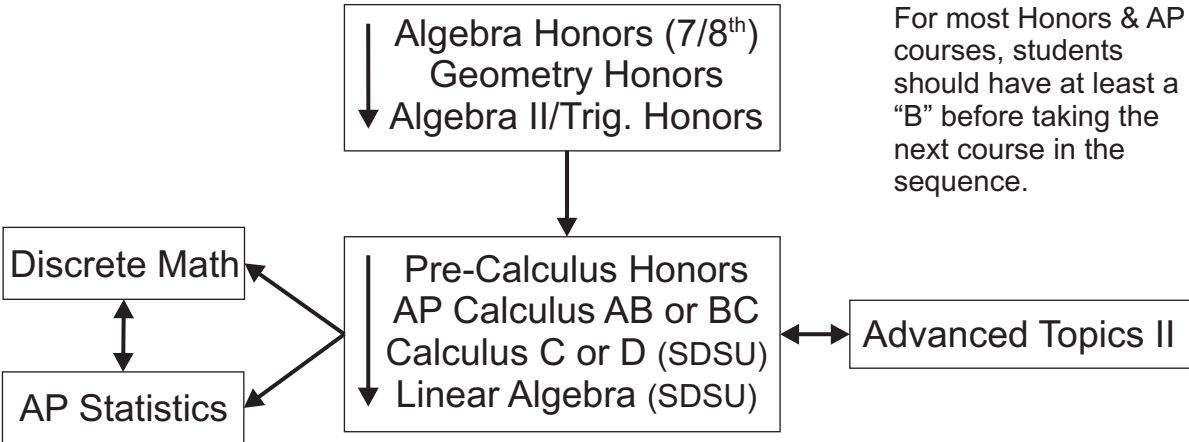 Algebra Honors (7/8th)
Geometry Honors
Algebra II/Trig. Honors
For most Honors & AP
courses, students
should have at least a
“B” before taking the
next course in the
sequence.
Discrete Math
AP Statistics
Pre-Calculus Honors
AP Calculus AB or BC
Calculus C or D (SDSU)
Linear Algebra (SDSU)
Advanced Topics II